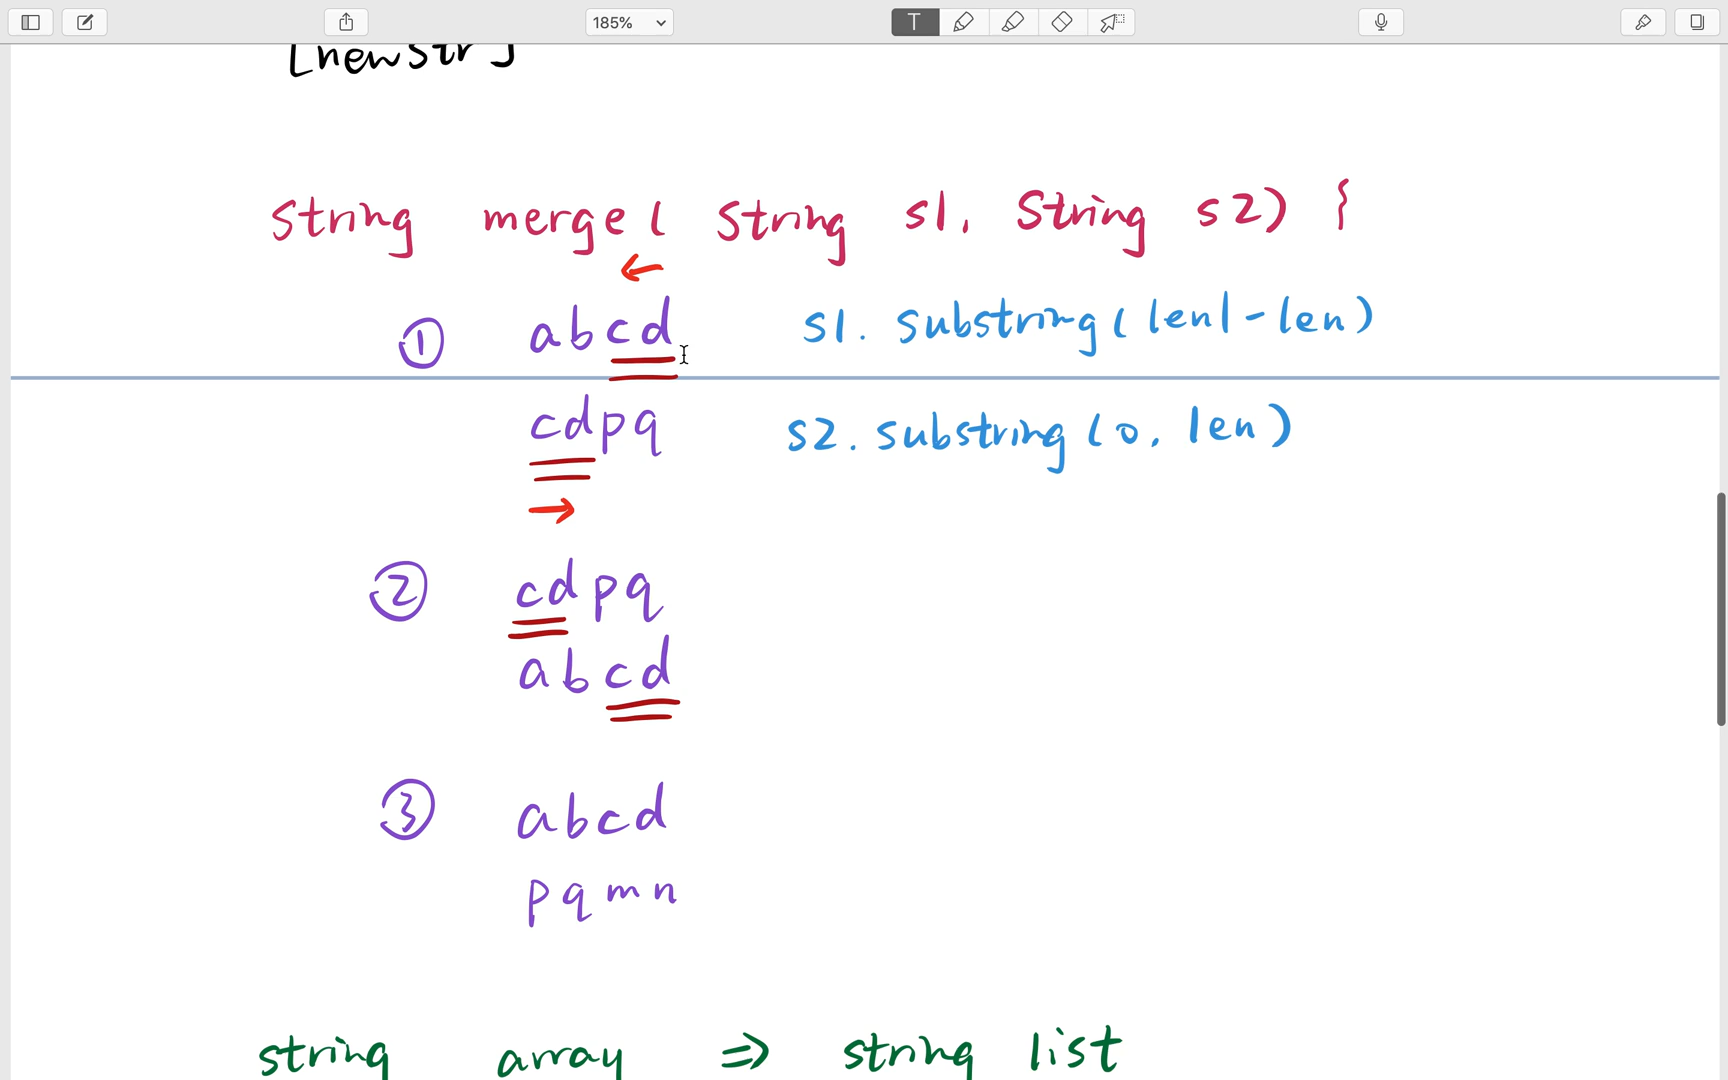 185%
T
[newstr]
String merge( String s1, String s2) {
① abcd s1. substring(len1-len)
cdpq s2. substring(0, len)
② cdpq
abcd
③ abcd
pqmn
string array ⇒ string list